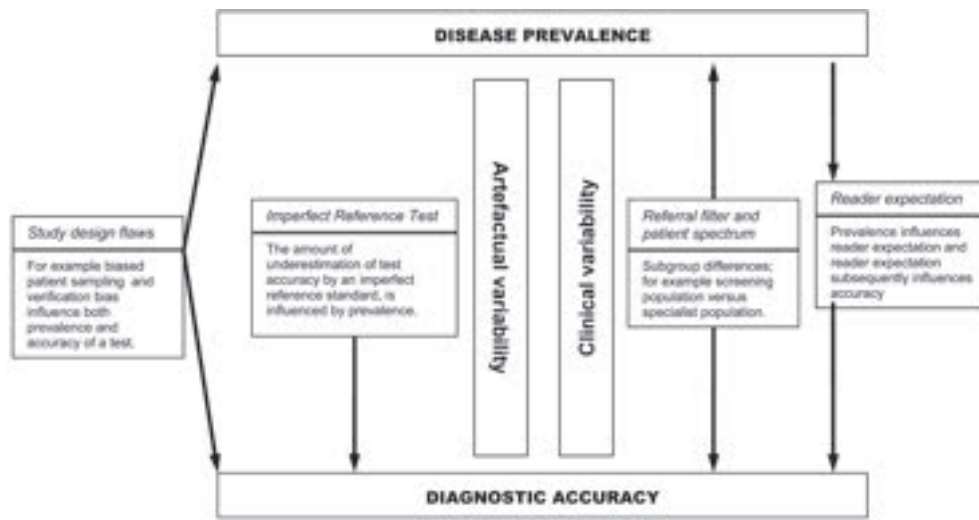 DISEASE PREVALENCE
Study design flaws
For example biased
patient sampling and
verification bias
influence both
prevalence and
accuracy of a test.
Imperfect Reference Test
The amount of
underestimation of test
accuracy by an imperfect
reference standard, is
influenced by prevalence.
Artefactual variability
Clinical variability
Referral filter and
patient spectrum
Subgroup differences;
for example screening
population versus
specialist population.
Reader expectation
Prevalence influences
reader expectation and
reader expectation
subsequently influences
accuracy
DIAGNOSTIC ACCURACY